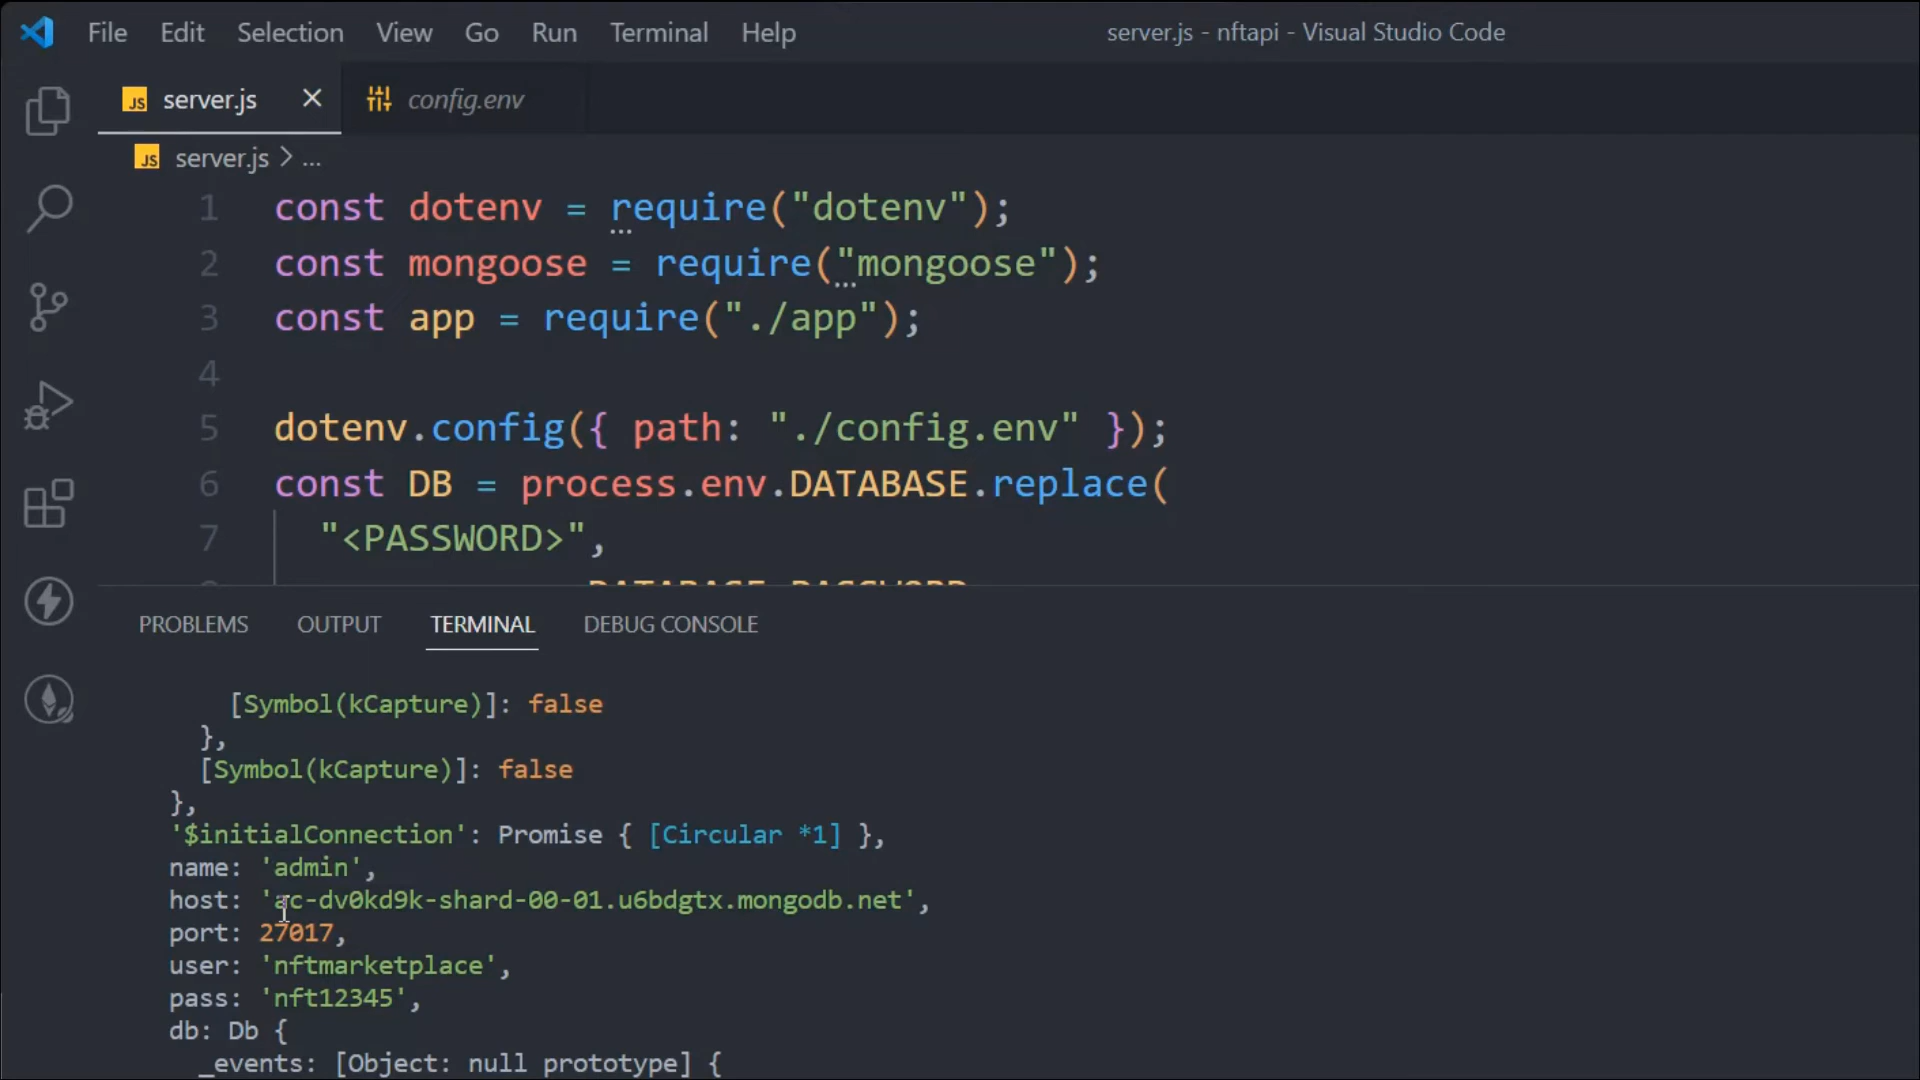 File Edit Selection View Go Run Terminal Help server.js - nftapi - Visual Studio Code
JS server.js config.env
JS server.js > ...
1 const dotenv = require("dotenv");
2 const mongoose = require("mongoose");
3 const app = require("./app");
4
5 dotenv.config({ path: "./config.env" });
6 const DB = process.env.DATABASE.replace(
7 "<PASSWORD>",
DATABASE_PASSWORD
PROBLEMS OUTPUT TERMINAL DEBUG CONSOLE
[Symbol(kCapture)]: false
},
[Symbol(kCapture)]: false
},
'$initialConnection': Promise { [Circular *1] },
name: 'admin',
host: 'ac-dv0kd9k-shard-00-01.u6bdgtx.mongodb.net',
port: 27017,
user: 'nftmarketplace',
pass: 'nft12345',
db: Db {
_events: [Object: null prototype] {